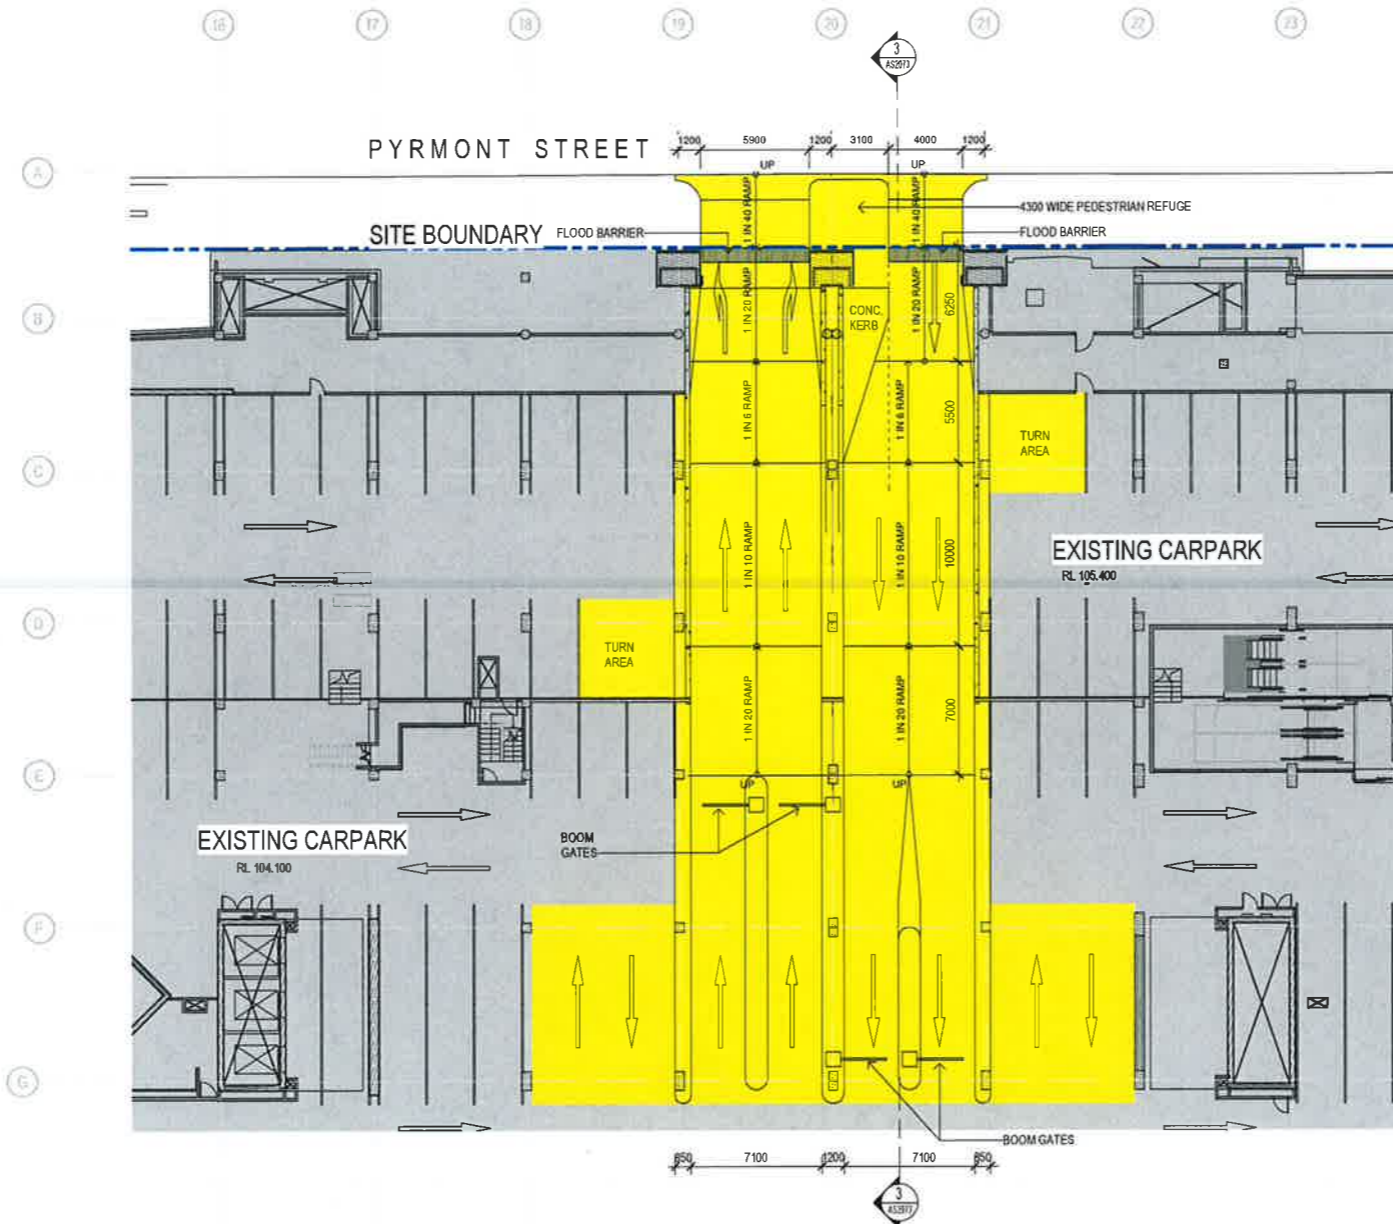 16 17 18 19 20 21 22 23
3
AS2973
1200 5900 1200 3100 4000 1200
PYRMONT STREET
A
UP UP
1 IN 40 RAMP
1 IN 40 RAMP
4300 WIDE PEDESTRIAN REFUGE
SITE BOUNDARY
FLOOD BARRIER
FLOOD BARRIER
B
1 IN 20 RAMP
CONC.
KERB
1 IN 20 RAMP
6250
1 IN 6 RAMP
1 IN 6 RAMP
5500
TURN
AREA
C
1 IN 10 RAMP
1 IN 10 RAMP
10000
EXISTING CARPARK
RL 105.400
D
TURN
AREA
1 IN 20 RAMP
1 IN 20 RAMP
7000
E
UP UP
EXISTING CARPARK
RL 104.100
BOOM
GATES
F
G
BOOM GATES
650 7100 1200 7100 650
3
AS2973